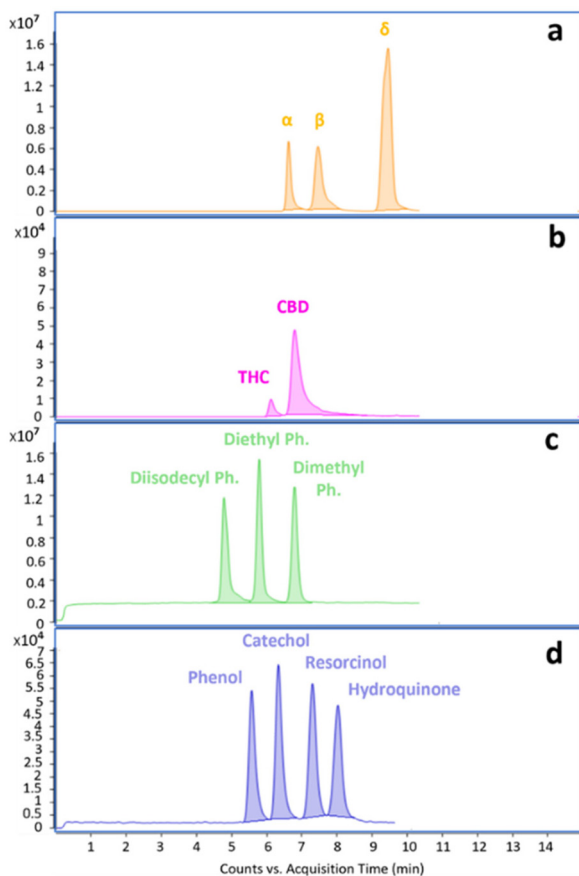 x10⁷
a
δ
1.6
1.4
α
β
1.2
1
0.8
0.6
0.4
0.2
0
x10⁴
b
9
8
7
CBD
6
5
4
THC
3
2
1
0
x10⁷
c
Diethyl Ph.
1.6
Diisodecyl Ph.
Dimethyl
Ph.
1.4
1.2
1
0.8
0.6
0.4
0.2
0
x10⁴
d
Catechol
7
6.5
Resorcinol
6
Phenol
Hydroquinone
5.5
5
4.5
4
3.5
3
2.5
2
1.5
1
0.5
0
1 2 3 4 5 6 7 8 9 10 11 12 13 14
Counts vs. Acquisition Time (min)